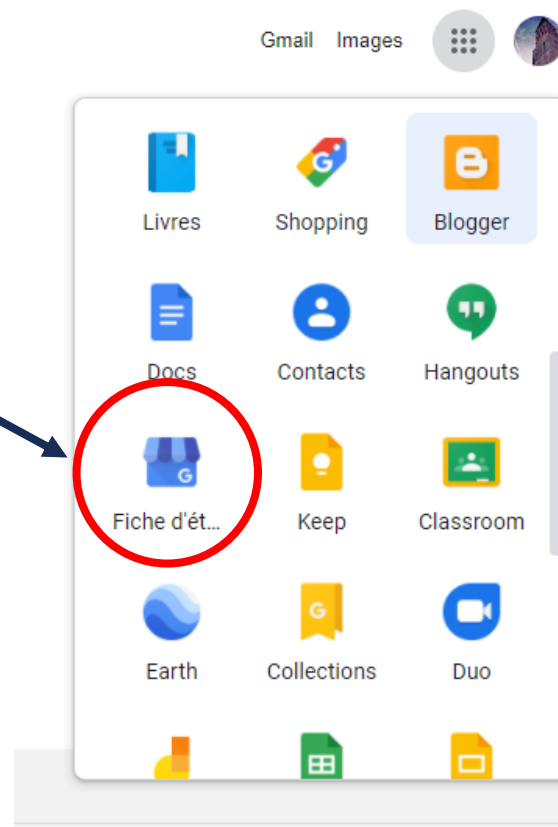 Gmail Images
Livres Shopping Blogger
Docs Contacts Hangouts
Fiche d'ét... Keep Classroom
Earth Collections Duo